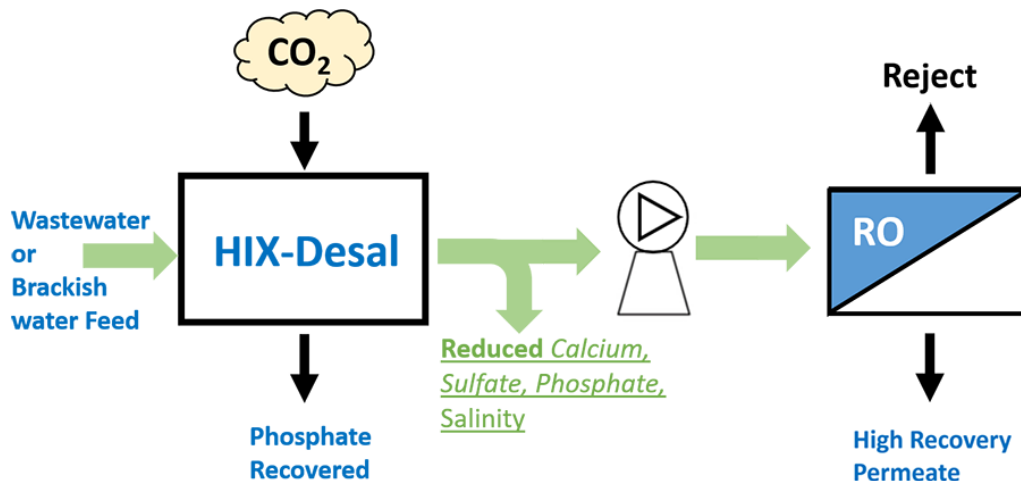 CO₂
Reject
Wastewater
or
Brackish
water Feed
HIX-Desal
RO
Reduced Calcium,
Sulfate, Phosphate,
Salinity
Phosphate
Recovered
High Recovery
Permeate